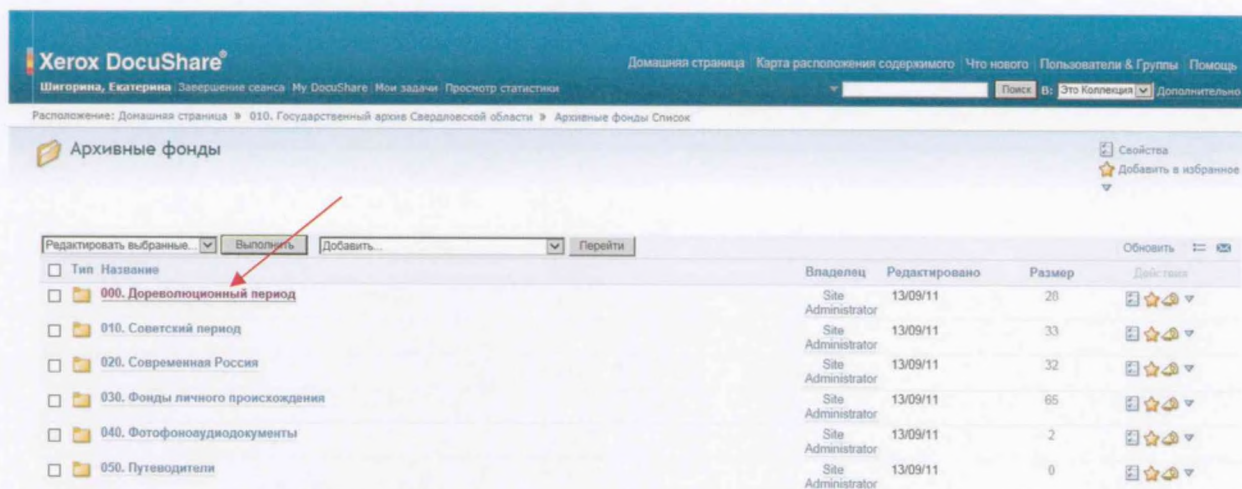 Xerox DocuShare®
Домашняя страница Карта расположения содержимого Что нового Пользователи & Группы Помощь
Шигорина, Екатерина Завершение сеанса My DocuShare Мои задачи Просмотр статистики
Поиск В: Это Коллекция Дополнительно
Расположение: Домашняя страница » 010. Государственный архив Свердловской области » Архивные фонды Список
Архивные фонды
Свойства
Добавить в избранное
Редактировать выбранные... Выполнить Добавить... Перейти
Обновить
Тип Название Владелец Редактировано Размер Действия
000. Дореволюционный период Site Administrator 13/09/11 28
010. Советский период Site Administrator 13/09/11 33
020. Современная Россия Site Administrator 13/09/11 32
030. Фонды личного происхождения Site Administrator 13/09/11 65
040. Фотофоноаудиодокументы Site Administrator 13/09/11 2
050. Путеводители Site Administrator 13/09/11 0